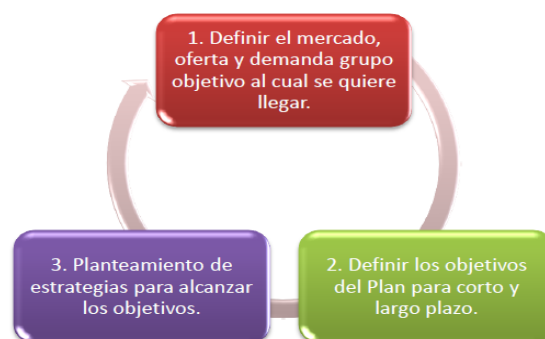 1. Definir el mercado,
oferta y demanda grupo
objetivo al cual se quiere
llegar.
2. Definir los objetivos
del Plan para corto y
largo plazo.
3. Planteamiento de
estrategias para alcanzar
los objetivos.